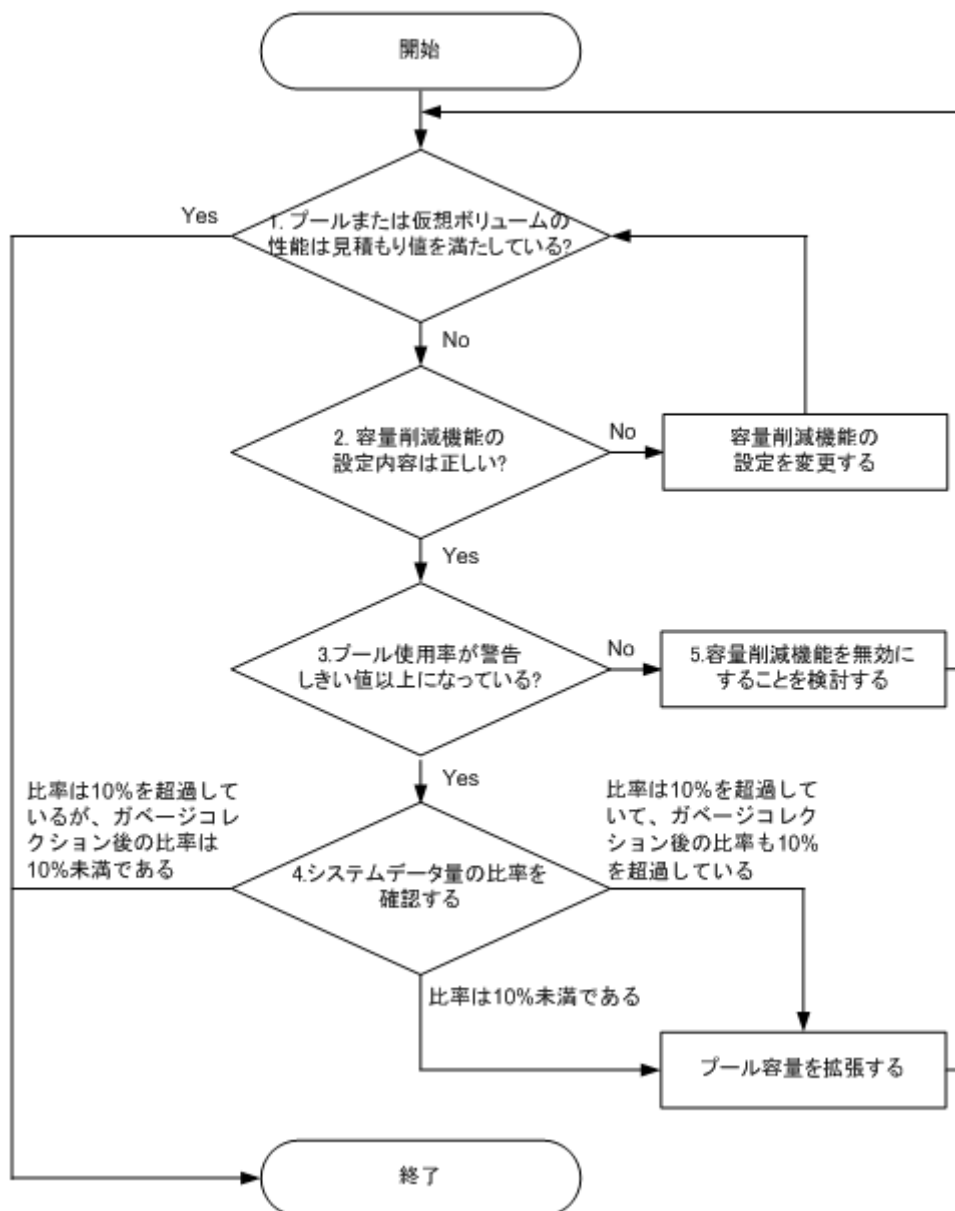 開始
Yes
1. プールまたは仮想ボリュームの
性能は見積もり値を満たしている?
No
2. 容量削減機能の
設定内容は正しい?
No
容量削減機能の
設定を変更する
Yes
3.プール使用率が警告
しきい値以上になっている?
No
5.容量削減機能を無効に
することを検討する
Yes
比率は10%を超過して
いるが、ガベージコレ
クション後の比率は
10%未満である
4.システムデータ量の比率を
確認する
比率は10%を超過して
いて、ガベージコレク
ション後の比率も10%
を超過している
比率は10%未満である
プール容量を拡張する
終了